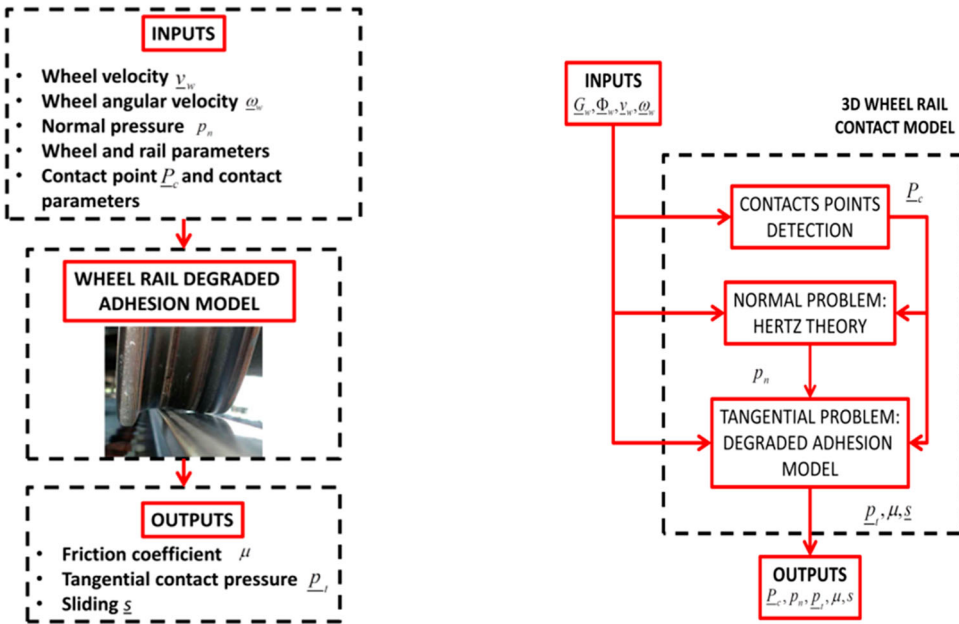 INPUTS
• Wheel velocity v_w
• Wheel angular velocity ω_w
• Normal pressure p_n
• Wheel and rail parameters
• Contact point P_c and contact
parameters
WHEEL RAIL DEGRADED
ADHESION MODEL
OUTPUTS
• Friction coefficient μ
• Tangential contact pressure p_t
• Sliding s
INPUTS
G_w, Φ_w, v_w, ω_w
3D WHEEL RAIL
CONTACT MODEL
CONTACTS POINTS
DETECTION
P_c
NORMAL PROBLEM:
HERTZ THEORY
p_n
TANGENTIAL PROBLEM:
DEGRADED ADHESION
MODEL
p_t, μ, s
OUTPUTS
P_c, p_n, p_t, μ, s